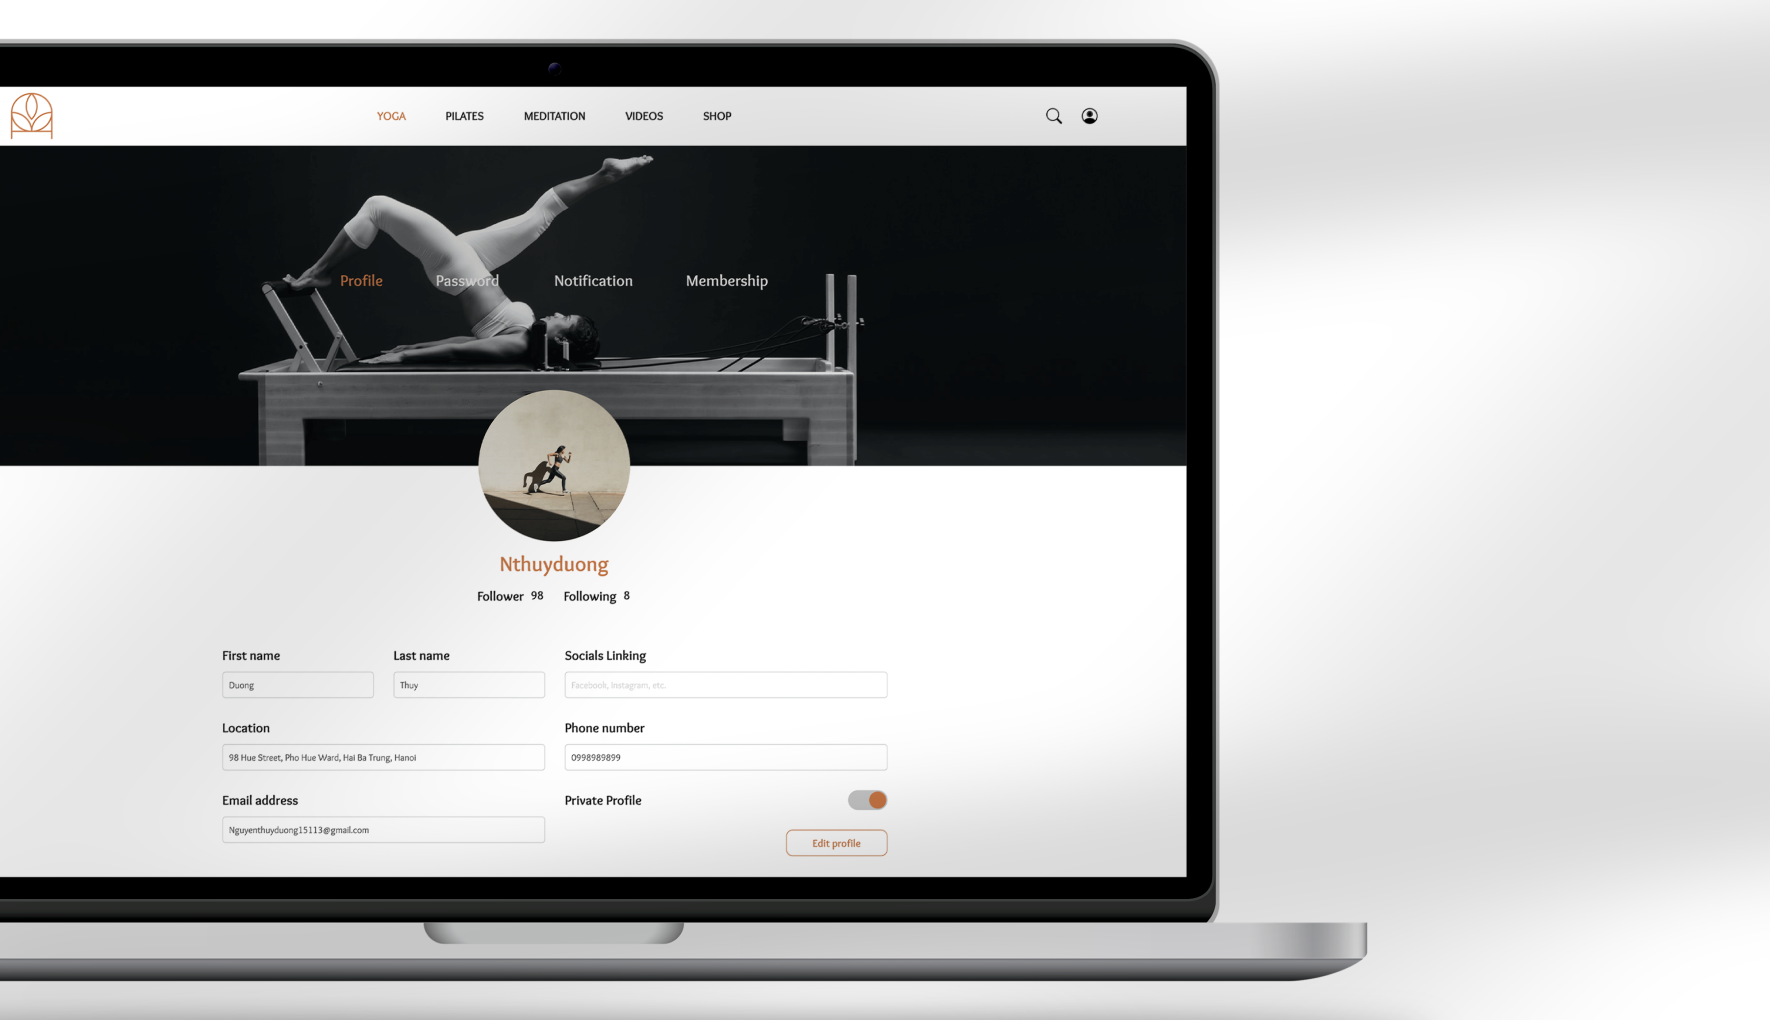 YOGA PILATES MEDITATION VIDEOS SHOP
Profile Password Notification Membership
Nthuyduong
Follower 98 Following 8
First name Last name Socials Linking
Duong Thuy Facebook, Instagram, etc.
Location Phone number
98 Hue Street, Pho Hue Ward, Hai Ba Trung, Hanoi 0998989899
Email address Private Profile
Nguyenthuyduong15113@gmail.com
Edit profile